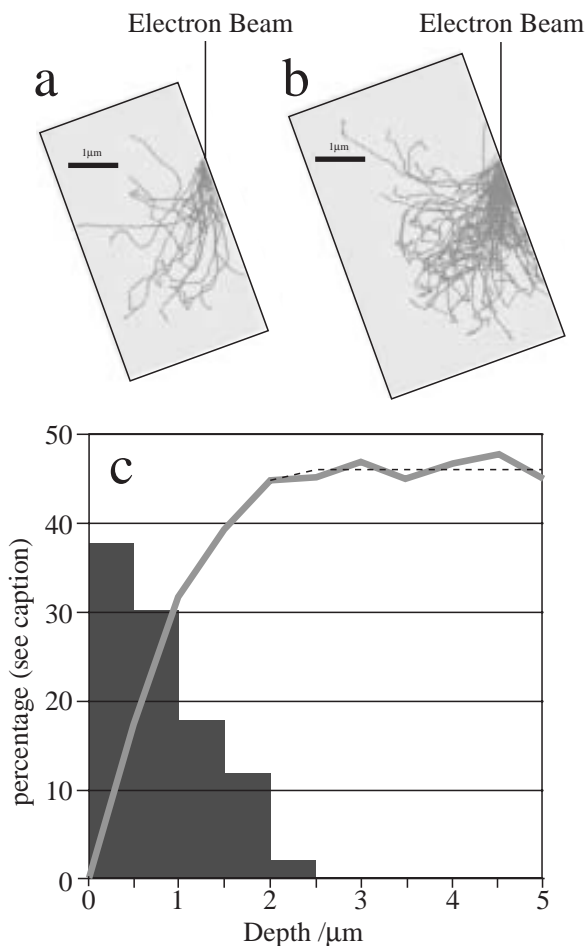 Electron Beam
Electron Beam
a
b
1μm
1μm
c
percentage (see caption)
50
40
30
20
10
0
0 1 2 3 4 5
Depth /μm